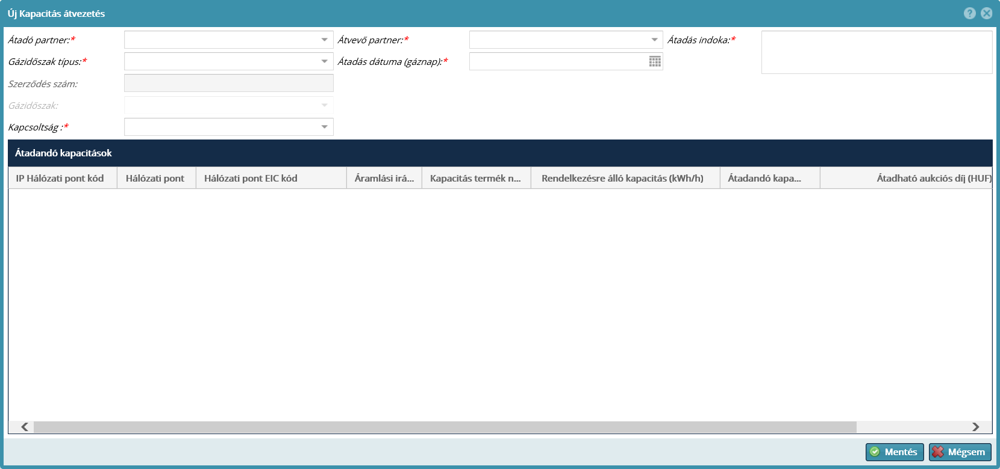 Új Kapacitás átvezetés
Átadó partner:* Átvevő partner:* Átadás indoka:*
Gázidőszak típus:* Átadás dátuma (gáznap):*
Szerződés szám:
Gázidőszak:
Kapcsoltság :*
Átadandó kapacitások
IP Hálózati pont kód Hálózati pont Hálózati pont EIC kód Áramlási irá... Kapacitás termék n... Rendelkezésre álló kapacitás (kWh/h) Átadandó kapa... Átadható aukciós díj (HUF)
Mentés Mégsem